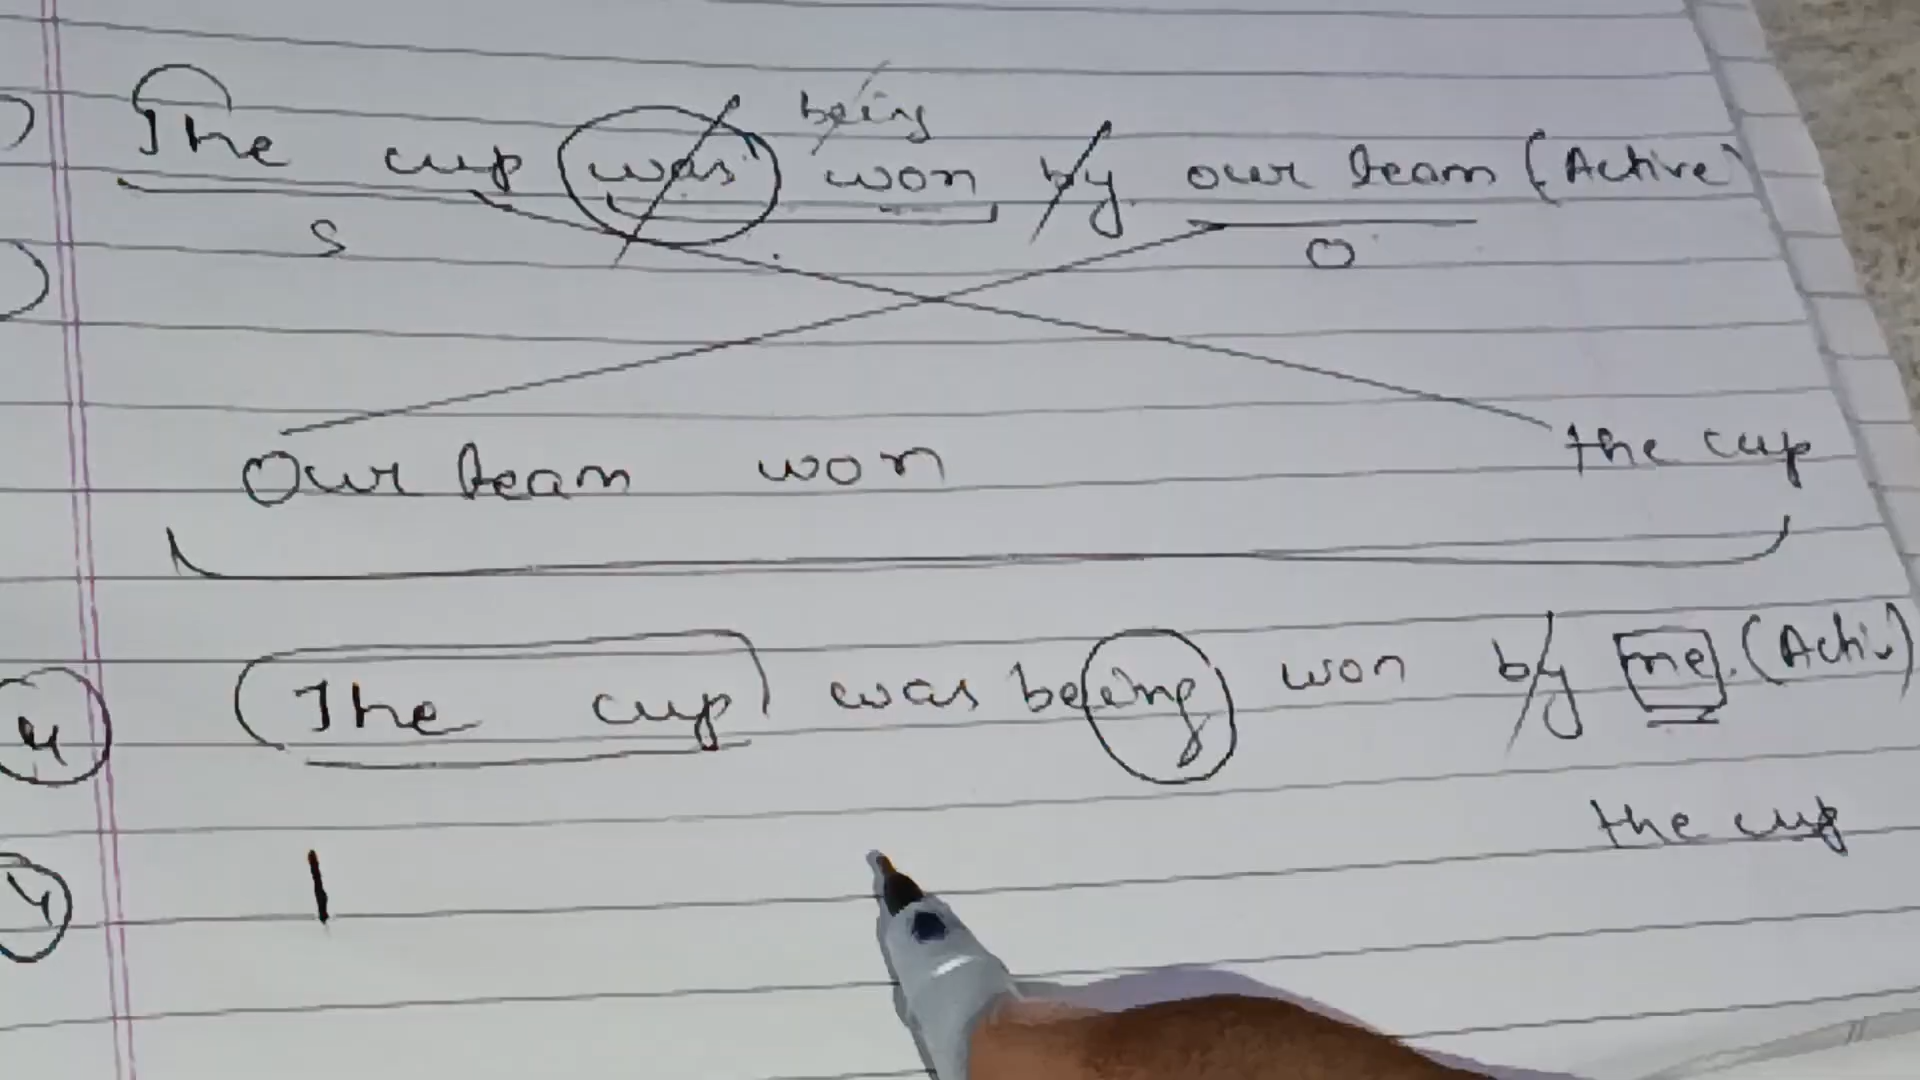 being
The cup was won by our team (Active)
S O
Our team won the cup
4 The cup was being won by me. (Activ)
the cup
4 I